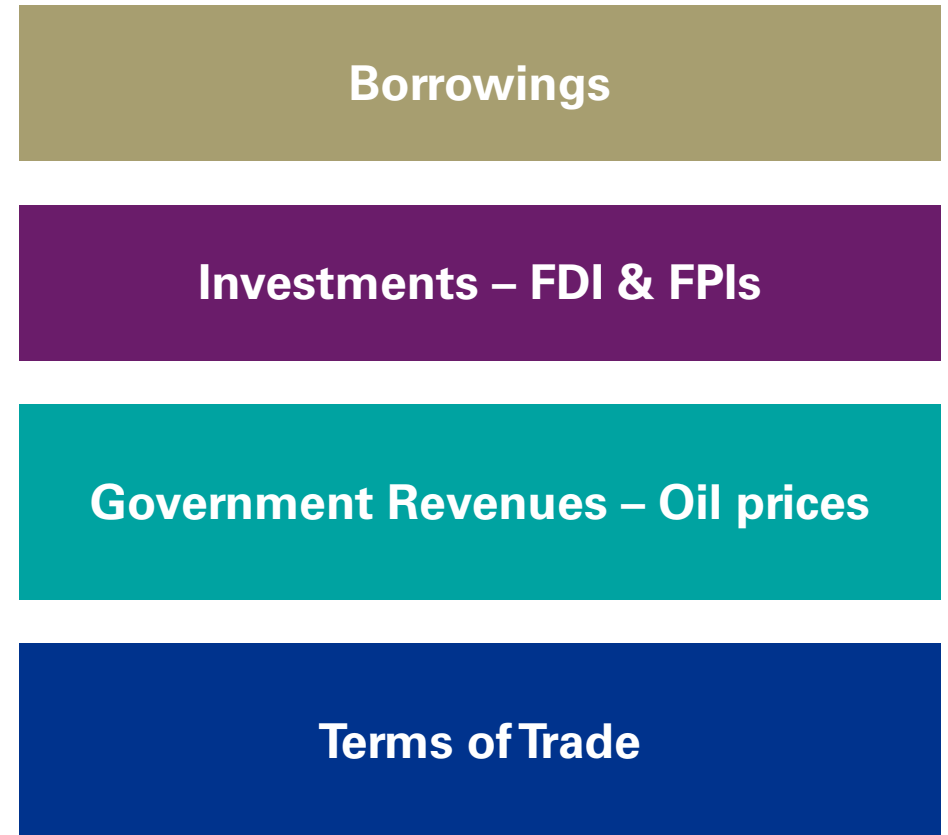 Borrowings
Investments – FDI & FPIs
Government Revenues – Oil prices
Terms of Trade